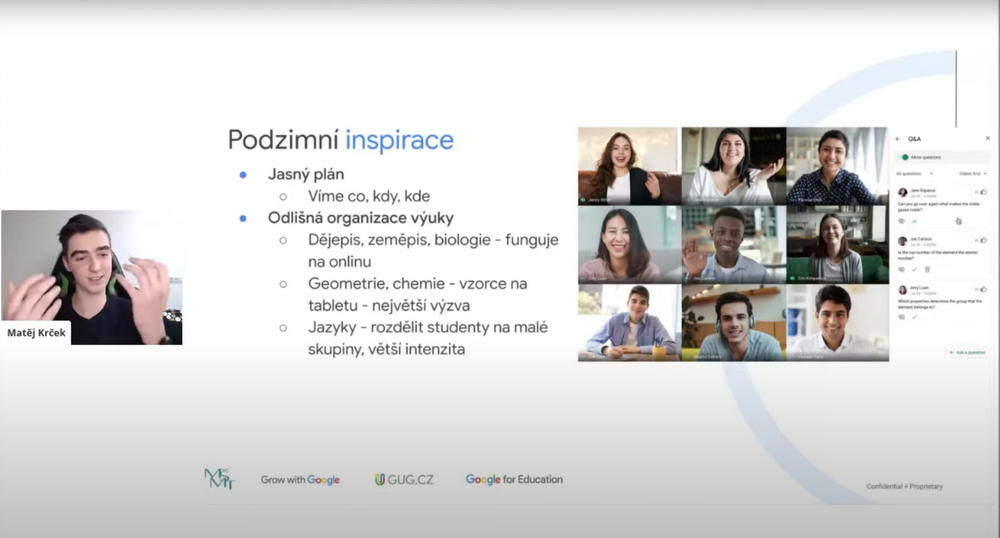 Podzimní inspirace
Jasný plán
Víme co, kdy, kde
Odlišná organizace výuky
Dějepis, zeměpis, biologie - funguje
na onlinu
Geometrie, chemie - vzorce na
tabletu - největší výzva
Jazyky - rozdělit studenty na malé
skupiny, větší intenzita
Matěj Krček
Q&A
Allow questions
All questions
Oldest first
Jane Esparza
Can you go over again what makes the noble
gases noble?
Joe Carlson
Is the top number of the element the atomic
number?
Amy Luan
Which properties determine the group that the
element belongs to?
Ask a question
MŠMT
Grow with Google
GUG.CZ
Google for Education
Confidential + Proprietary